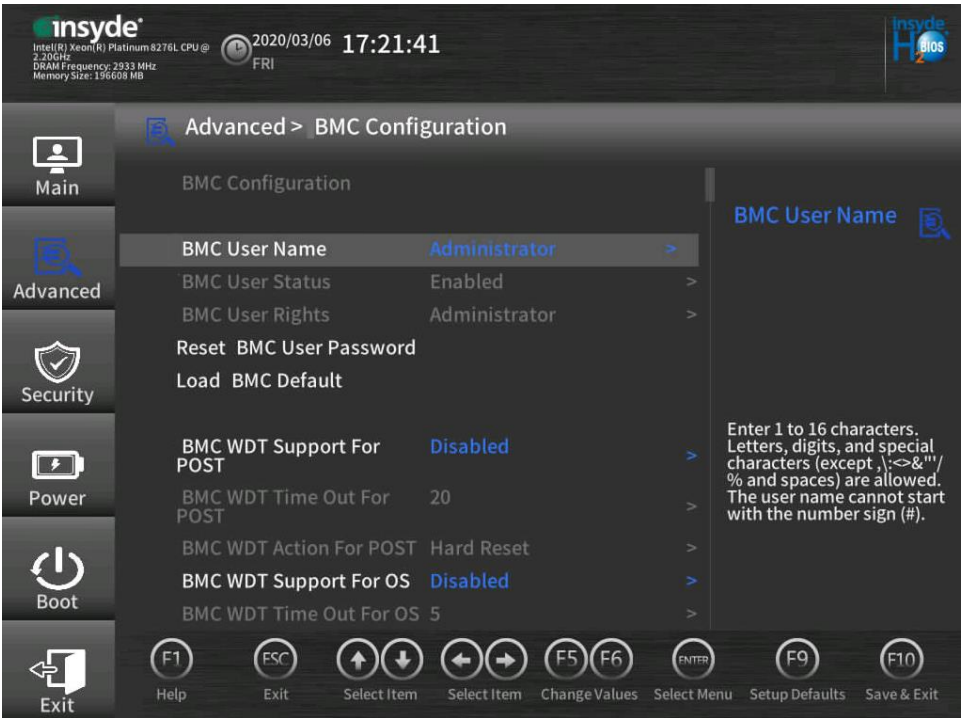 insyde®
Intel(R) Xeon(R) Platinum 8276L CPU @
2.20GHz
DRAM Frequency: 2933 MHz
Memory Size: 196608 MB
2020/03/06 17:21:41
FRI
insyde
H2O BIOS
Advanced > BMC Configuration
Main
Advanced
Security
Power
Boot
Exit
BMC Configuration
BMC User Name Administrator >
BMC User Status Enabled >
BMC User Rights Administrator >
Reset BMC User Password
Load BMC Default
BMC WDT Support For Disabled >
POST
BMC WDT Time Out For 20 >
POST
BMC WDT Action For POST Hard Reset >
BMC WDT Support For OS Disabled >
BMC WDT Time Out For OS 5 >
BMC User Name
Enter 1 to 16 characters.
Letters, digits, and special
characters (except ,\:<>&"'/
% and spaces) are allowed.
The user name cannot start
with the number sign (#).
F1 ESC F5 F6 ENTER F9 F10
Help Exit Select Item Select Item Change Values Select Menu Setup Defaults Save & Exit